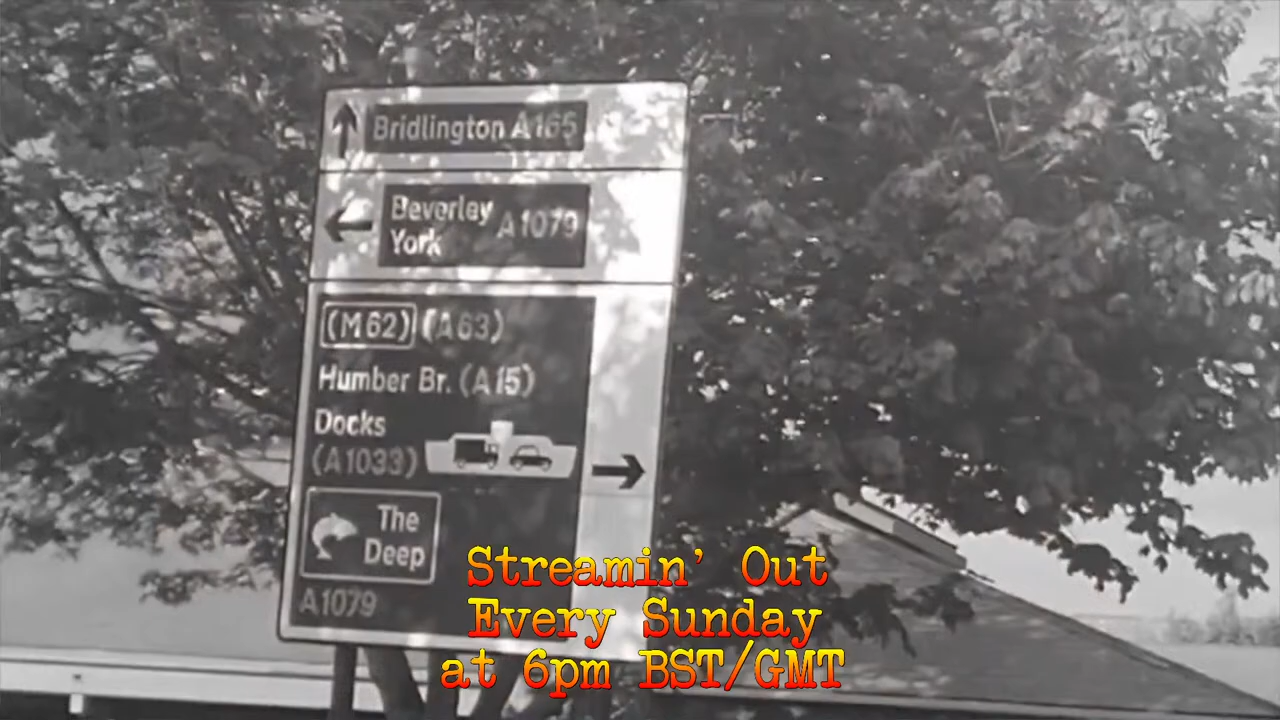 Bridlington A165
Beverley
York
A1079
(M62) (A63)
Humber Br. (A15)
Docks
(A1033)
The
Deep
A1079
Streamin' Out
Every Sunday
at 6pm BST/GMT